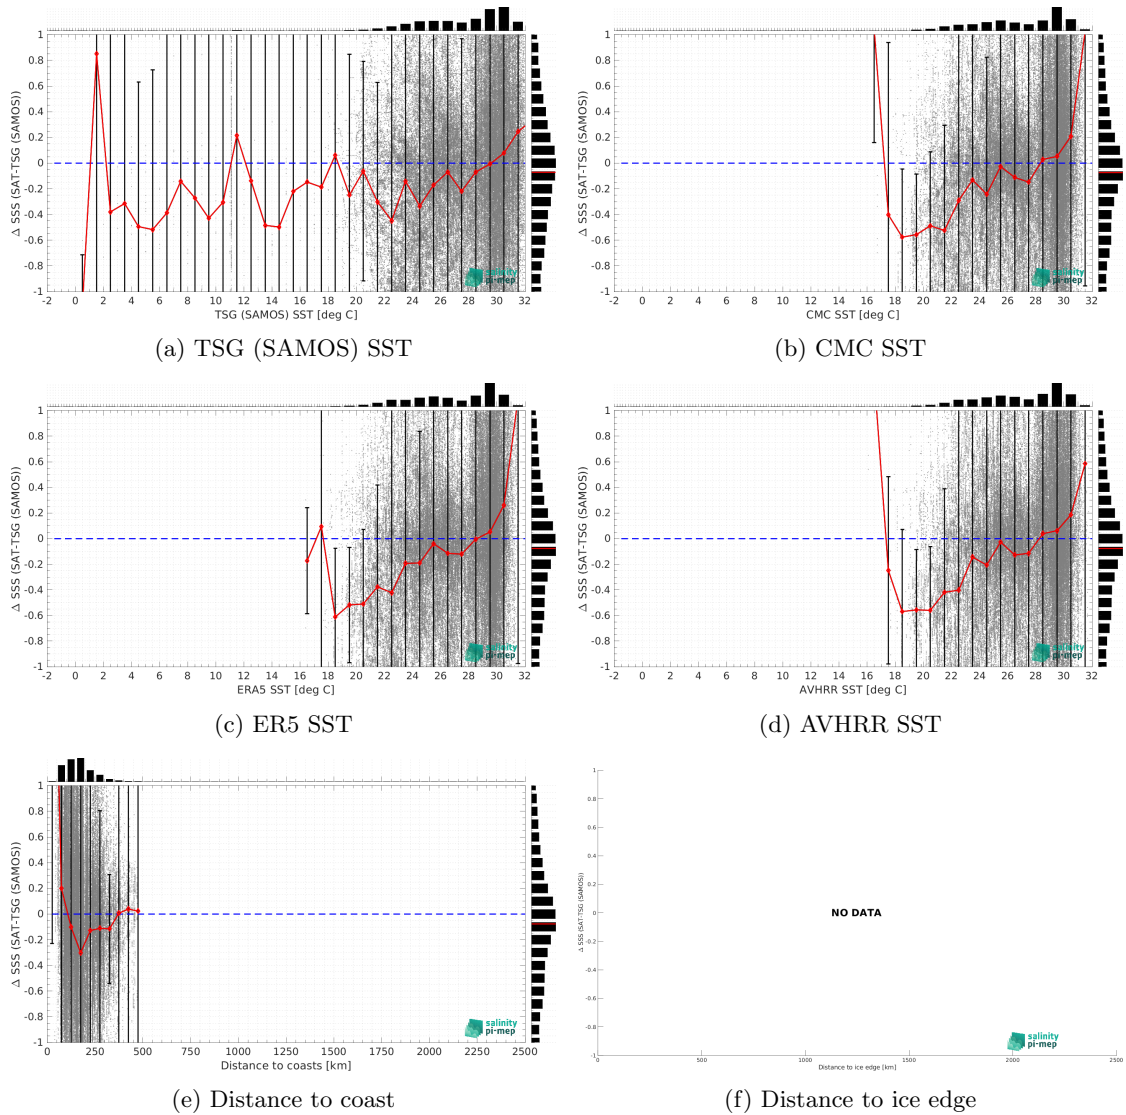 1
0.8
0.6
0.4
0.2
0
-0.2
-0.4
-0.6
-0.8
-1
Δ SSS (SAT-TSG (SAMOS))
-2 0 2 4 6 8 10 12 14 16 18 20 22 24 26 28 30 32
TSG (SAMOS) SST [deg C]
salinity
pi-mep
(a) TSG (SAMOS) SST
1
0.8
0.6
0.4
0.2
0
-0.2
-0.4
-0.6
-0.8
-1
Δ SSS (SAT-TSG (SAMOS))
-2 0 2 4 6 8 10 12 14 16 18 20 22 24 26 28 30 32
CMC SST [deg C]
salinity
pi-mep
(b) CMC SST
1
0.8
0.6
0.4
0.2
0
-0.2
-0.4
-0.6
-0.8
-1
Δ SSS (SAT-TSG (SAMOS))
-2 0 2 4 6 8 10 12 14 16 18 20 22 24 26 28 30 32
ERA5 SST [deg C]
salinity
pi-mep
(c) ER5 SST
1
0.8
0.6
0.4
0.2
0
-0.2
-0.4
-0.6
-0.8
-1
Δ SSS (SAT-TSG (SAMOS))
-2 0 2 4 6 8 10 12 14 16 18 20 22 24 26 28 30 32
AVHRR SST [deg C]
salinity
pi-mep
(d) AVHRR SST
1
0.8
0.6
0.4
0.2
0
-0.2
-0.4
-0.6
-0.8
-1
Δ SSS (SAT-TSG (SAMOS))
0 250 500 750 1000 1250 1500 1750 2000 2250 2500
Distance to coasts [km]
salinity
pi-mep
(e) Distance to coast
1
0.8
0.6
0.4
0.2
0
-0.2
-0.4
-0.6
-0.8
-1
Δ SSS (SAT-TSG (SAMOS))
NO DATA
0 500 1000 1500 2000 2500
Distance to ice edge [km]
salinity
pi-mep
(f) Distance to ice edge